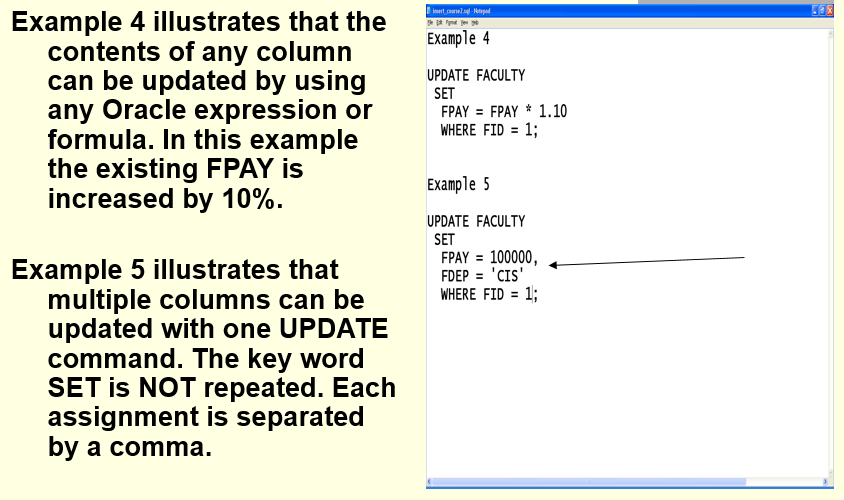 Example 4 illustrates that the
contents of any column
can be updated by using
any Oracle expression or
formula. In this example
the existing FPAY is
increased by 10%.
Example 5 illustrates that
multiple columns can be
updated with one UPDATE
command. The key word
SET is NOT repeated. Each
assignment is separated
by a comma.
insert_course2.sql - Notepad
File Edit Format View Help
Example 4
UPDATE FACULTY
SET
FPAY = FPAY * 1.10
WHERE FID = 1;
Example 5
UPDATE FACULTY
SET
FPAY = 100000,
FDEP = 'CIS'
WHERE FID = 1;